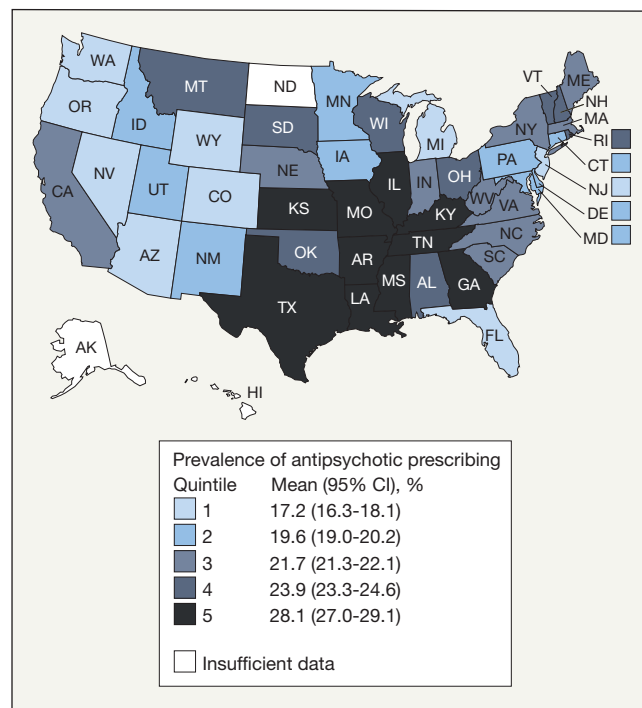 WA
MT
ND
VT
ME
OR
MN
NH
ID
SD
WI
MA
WY
MI
NY
RI
NE
IA
PA
CT
NV
IL
IN
OH
NJ
CA
UT
CO
WV
VA
DE
KS
MO
KY
MD
NC
AZ
NM
OK
TN
AR
SC
MS
AL
GA
TX
LA
FL
AK
HI
Prevalence of antipsychotic prescribing
Quintile Mean (95% CI), %
1 17.2 (16.3-18.1)
2 19.6 (19.0-20.2)
3 21.7 (21.3-22.1)
4 23.9 (23.3-24.6)
5 28.1 (27.0-29.1)
Insufficient data